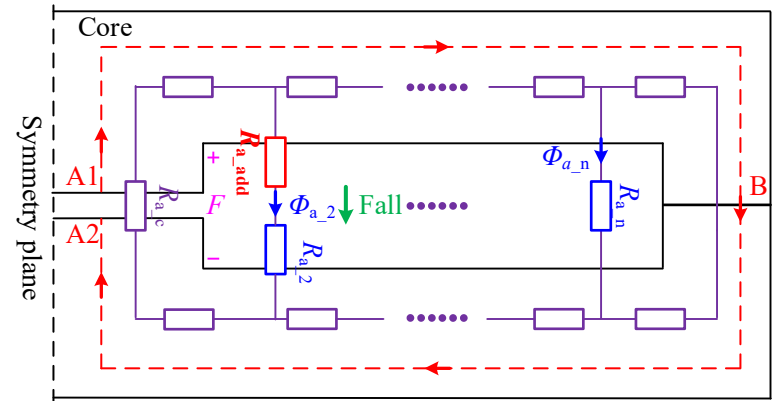 Core
Symmetry plane
A1
A2
R_a_c
+
F
−
R_a_add
Φ_a_2
R_a_2
Fall
Φ_a_n
R_a_n
B